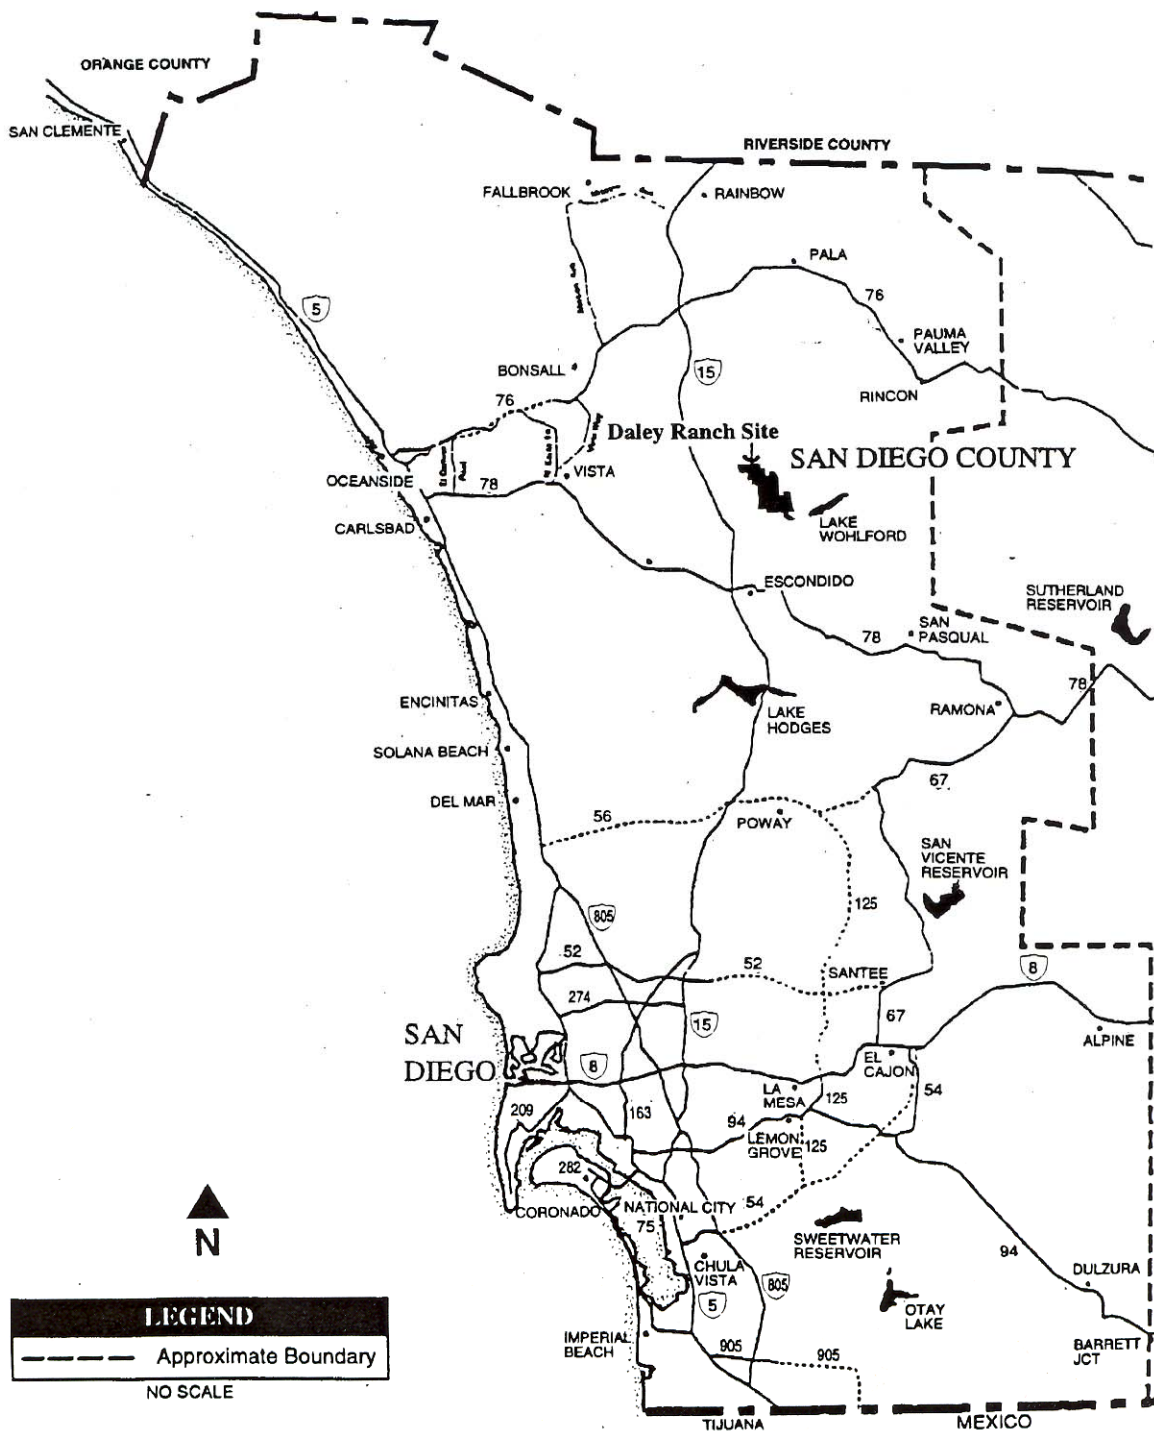 ORANGE COUNTY
SAN CLEMENTE
RIVERSIDE COUNTY
FALLBROOK
RAINBOW
PALA
76
5
PAUMA
VALLEY
BONSALL
15
RINCON
76
Daley Ranch Site
SAN DIEGO COUNTY
OCEANSIDE
78
VISTA
CARLSBAD
LAKE
WOHLFORD
ESCONDIDO
SUTHERLAND
RESERVOIR
SAN
PASQUAL
78
78
ENCINITAS
LAKE
HODGES
RAMONA
SOLANA BEACH
67
DEL MAR
56
POWAY
SAN
VICENTE
RESERVOIR
125
805
52
52
SANTEE
8
274
67
15
SAN
DIEGO
ALPINE
8
EL
CAJON
LA
MESA
125
54
209
163
94
LEMON
GROVE
125
282
CORONADO
NATIONAL CITY
54
75
SWEETWATER
RESERVOIR
94
N
CHULA
VISTA
805
DULZURA
5
OTAY
LAKE
LEGEND
Approximate Boundary
NO SCALE
IMPERIAL
BEACH
905
905
BARRETT
JCT
TIJUANA
MEXICO